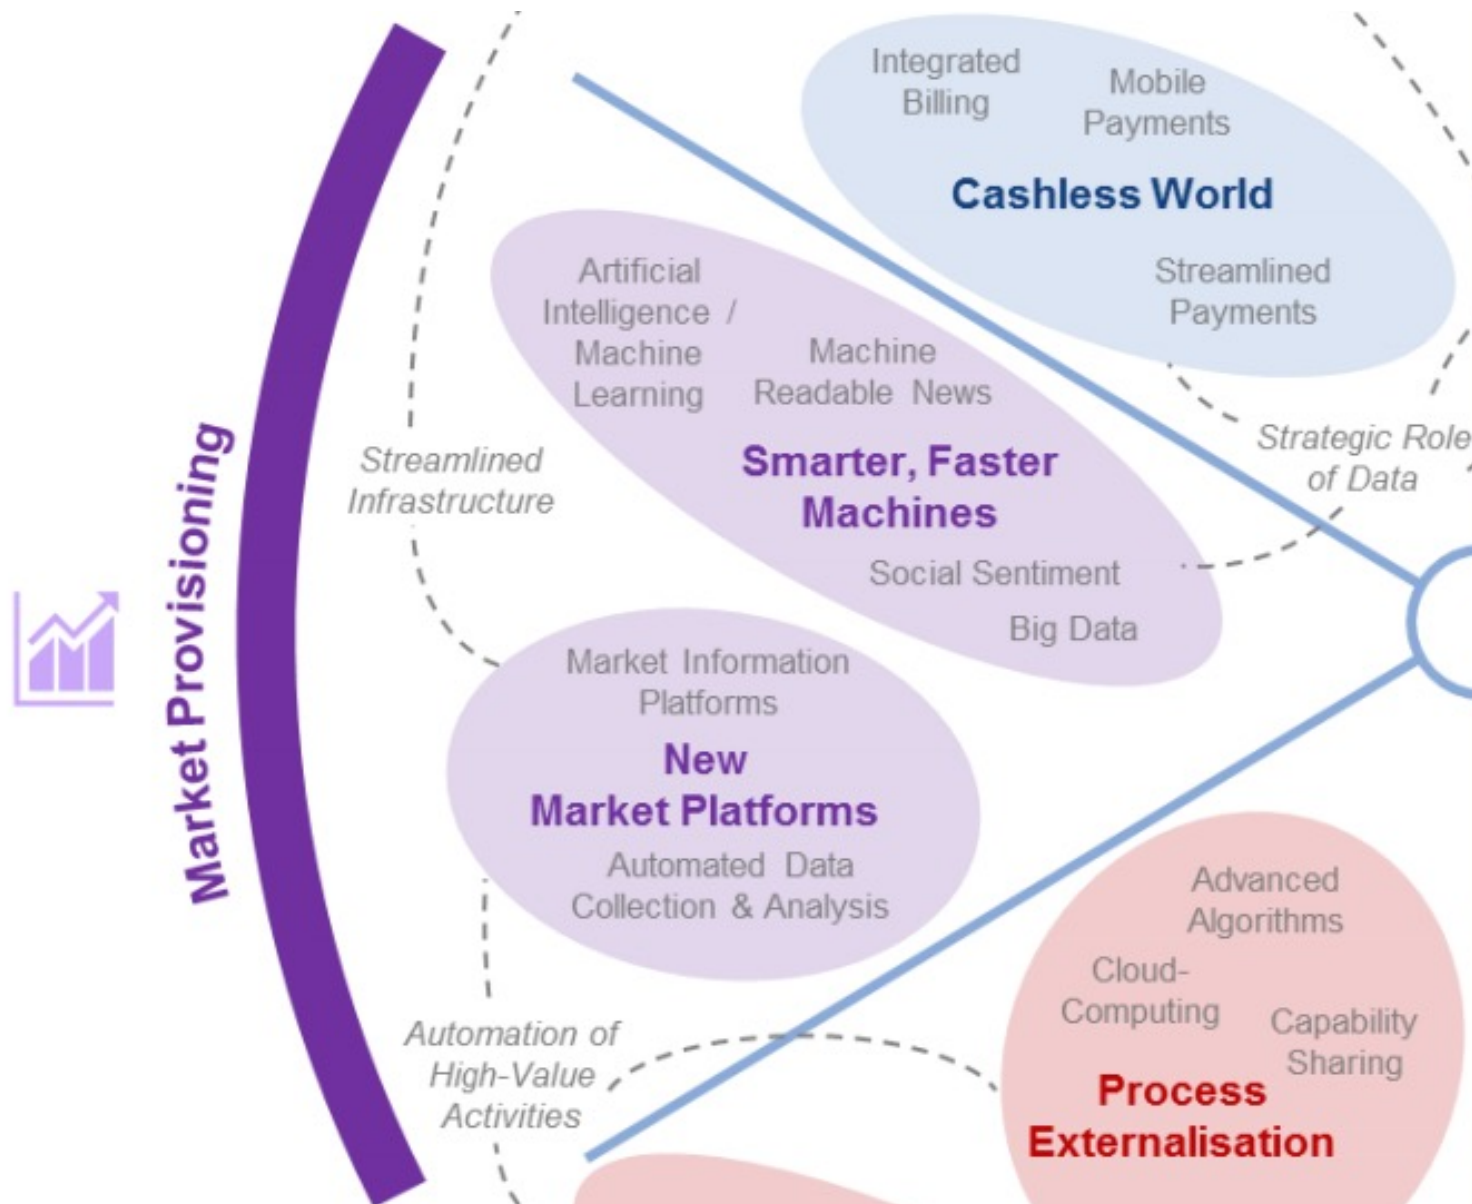 Integrated
Billing
Mobile
Payments
Cashless World
Streamlined
Payments
Artificial
Intelligence /
Machine
Learning
Machine
Readable News
Smarter, Faster
Machines
Social Sentiment
Big Data
Strategic Role
of Data
Streamlined
Infrastructure
Market Provisioning
Market Information
Platforms
New
Market Platforms
Automated Data
Collection & Analysis
Automation of
High-Value
Activities
Advanced
Algorithms
Cloud-
Computing
Capability
Sharing
Process
Externalisation